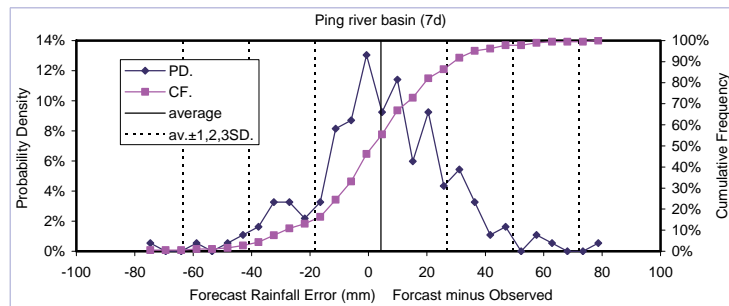 Ping river basin (7d)
14%
12%
10%
8%
6%
4%
2%
0%
Probability Density
PD.
CF.
average
av.±1,2,3SD.
100%
90%
80%
70%
60%
50%
40%
30%
20%
10%
0%
Cumulative Frequency
-100 -80 -60 -40 -20 0 20 40 60 80 100
Forecast Rainfall Error (mm) Forcast minus Observed